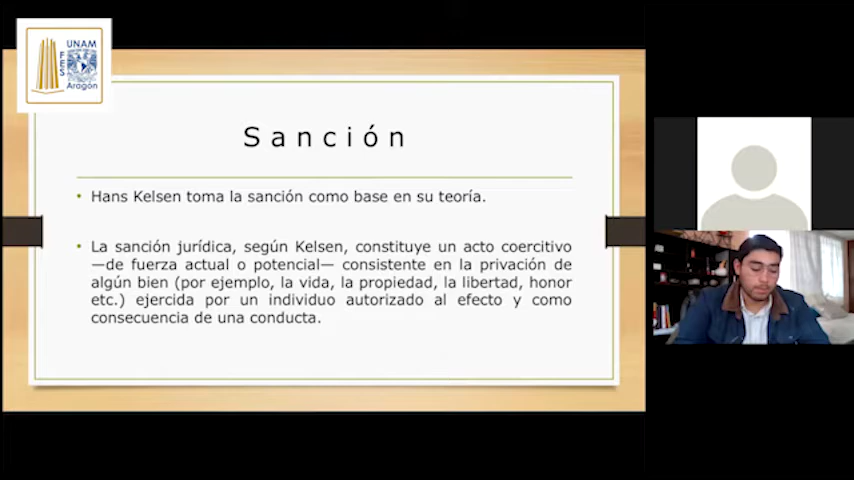 UNAM
FES
Aragón
Sanción
• Hans Kelsen toma la sanción como base en su teoría.
• La sanción jurídica, según Kelsen, constituye un acto coercitivo
—de fuerza actual o potencial— consistente en la privación de
algún bien (por ejemplo, la vida, la propiedad, la libertad, honor
etc.) ejercida por un individuo autorizado al efecto y como
consecuencia de una conducta.